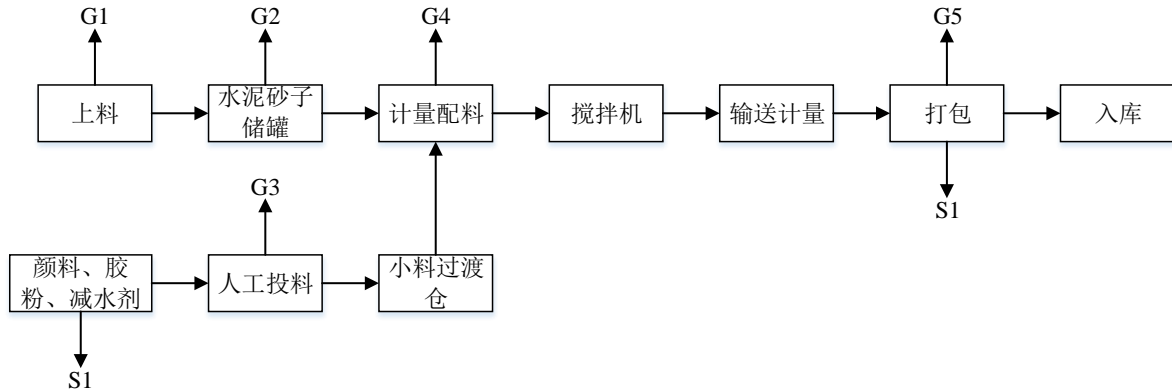 G1
G2
G4
G5
上料
水泥砂子
储罐
计量配料
搅拌机
输送计量
打包
入库
G3
S1
颜料、胶
粉、减水剂
人工投料
小料过渡
仓
S1